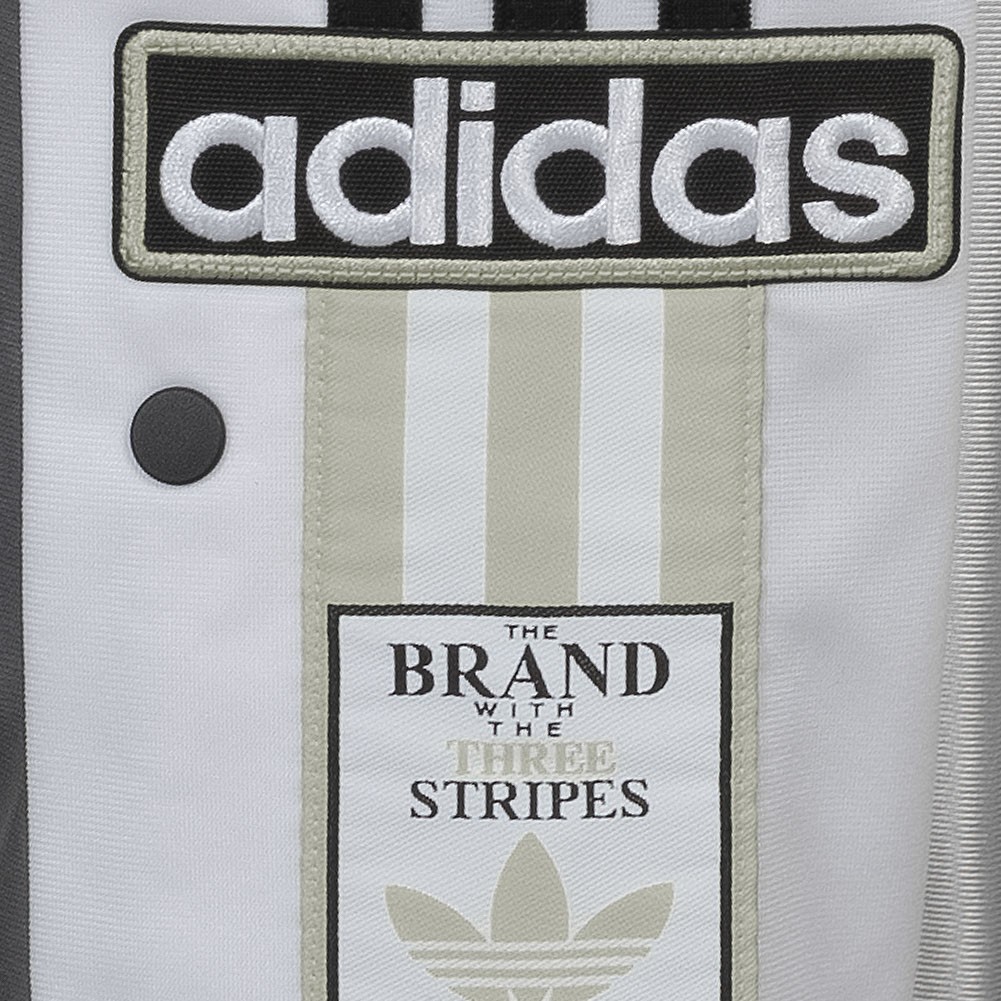 adidas
THE
BRAND
WITH
THE
THREE
STRIPES